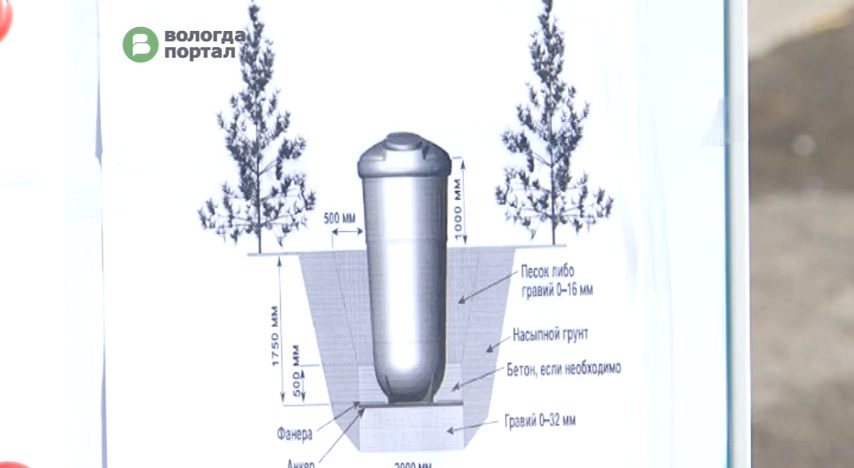 вологда
портал
500 мм
1000 мм
Песок либо
гравий 0–16 мм
1750 мм
Насыпной грунт
500 мм
Бетон, если необходимо
Фанера
Гравий 0–32 мм
Анкер